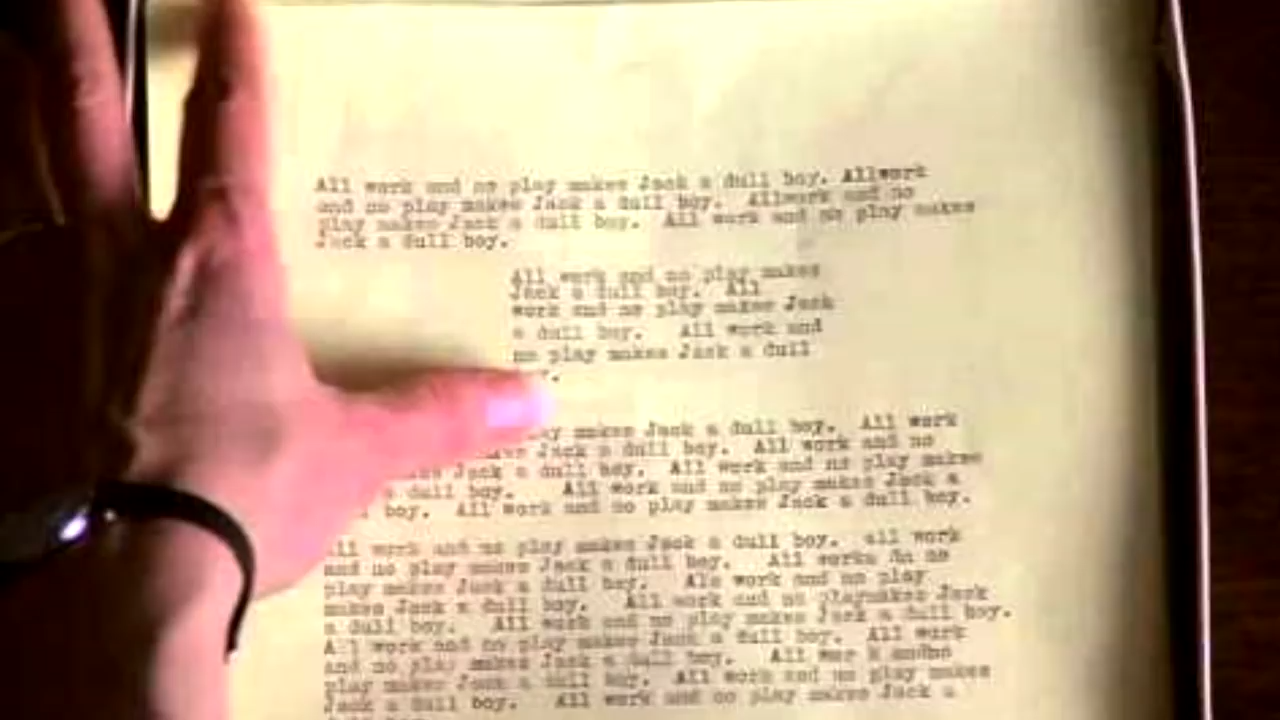 All work and no play makes Jack a dull boy. Allwork
and no play makes Jack a dull boy. Allwork and no
play makes Jack a dull boy. All work and no play makes
Jack a dull boy.
All work and no play makes
Jack a dull boy. All
work and no play makes Jack
a dull boy. All work and
no play makes Jack a dull
makes Jack a dull boy. All work
Jack a dull boy. All work and no
Jack a dull boy. All work and no play makes
a dull boy. All work and no play makes Jack a
boy. All work and no play makes Jack a dull boy.
All work and no play makes Jack a dull boy. all work
and no play makes Jack a dull boy. All works dn no
play makes Jack a dull boy. Als work and no play
makes Jack a dull boy. All work and no playmakes Jack
a dull boy. All work and no play makes Jack a dull boy.
All work and no play makes Jack a dull boy. All work
and no play makes Jack a dull boy. All wor k andno
play makes Jack a dull boy. All work and no play makes
Jack a dull boy. All work and no play makes Jack a